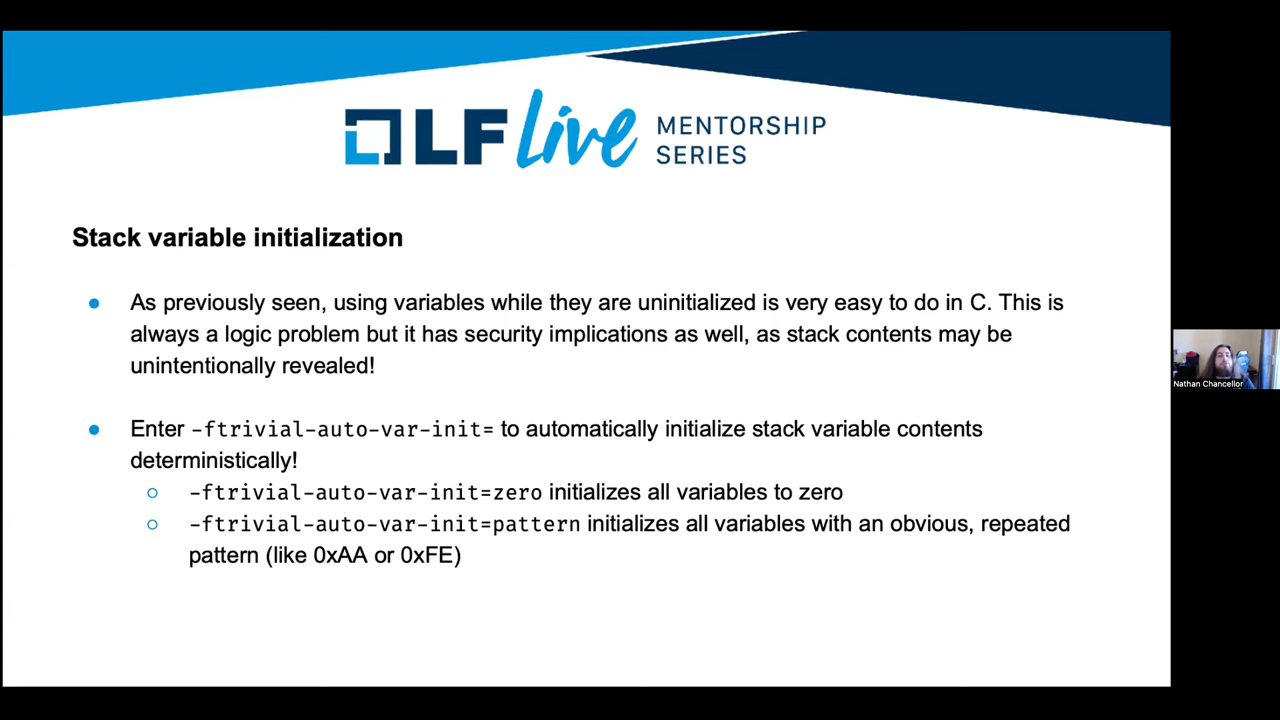 LF Live MENTORSHIP
SERIES
Stack variable initialization
● As previously seen, using variables while they are uninitialized is very easy to do in C. This is
always a logic problem but it has security implications as well, as stack contents may be
unintentionally revealed!
● Enter -ftrivial-auto-var-init= to automatically initialize stack variable contents
deterministically!
○ -ftrivial-auto-var-init=zero initializes all variables to zero
○ -ftrivial-auto-var-init=pattern initializes all variables with an obvious, repeated
pattern (like 0xAA or 0xFE)
Nathan Chancellor